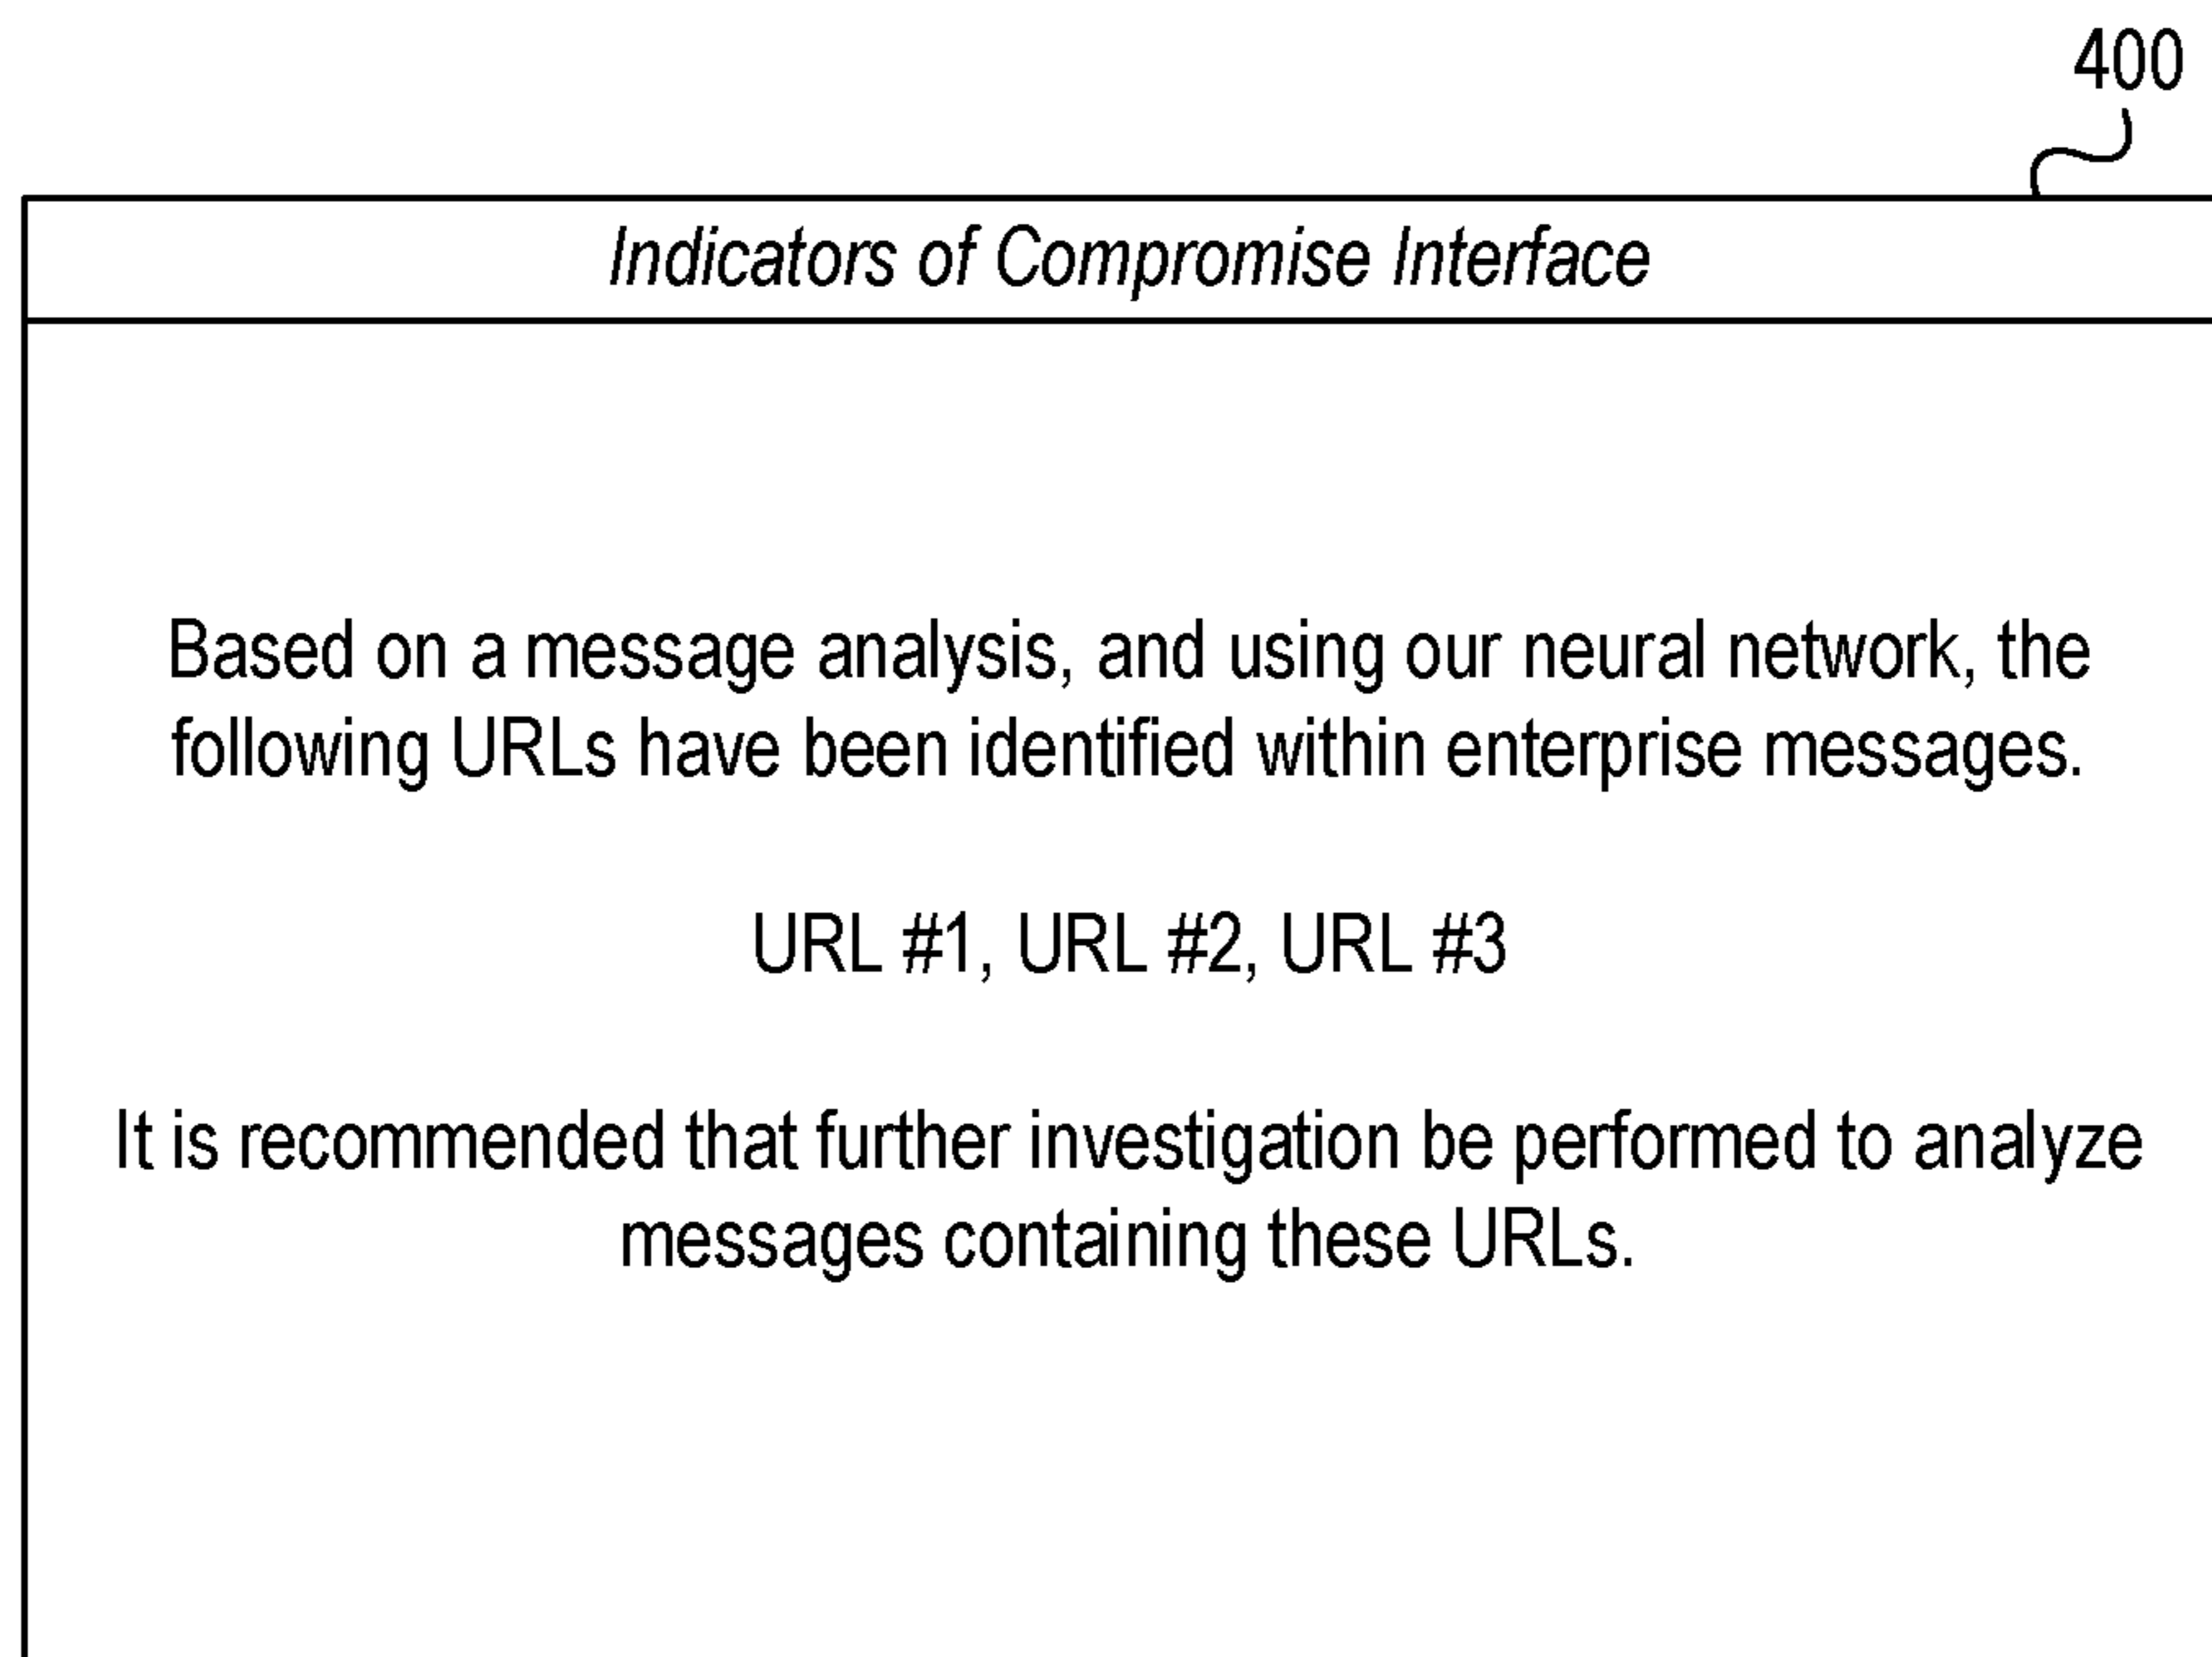 400
Indicators of Compromise Interface
Based on a message analysis, and using our neural network, the
following URLs have been identified within enterprise messages.
URL #1, URL #2, URL #3
It is recommended that further investigation be performed to analyze
messages containing these URLs.